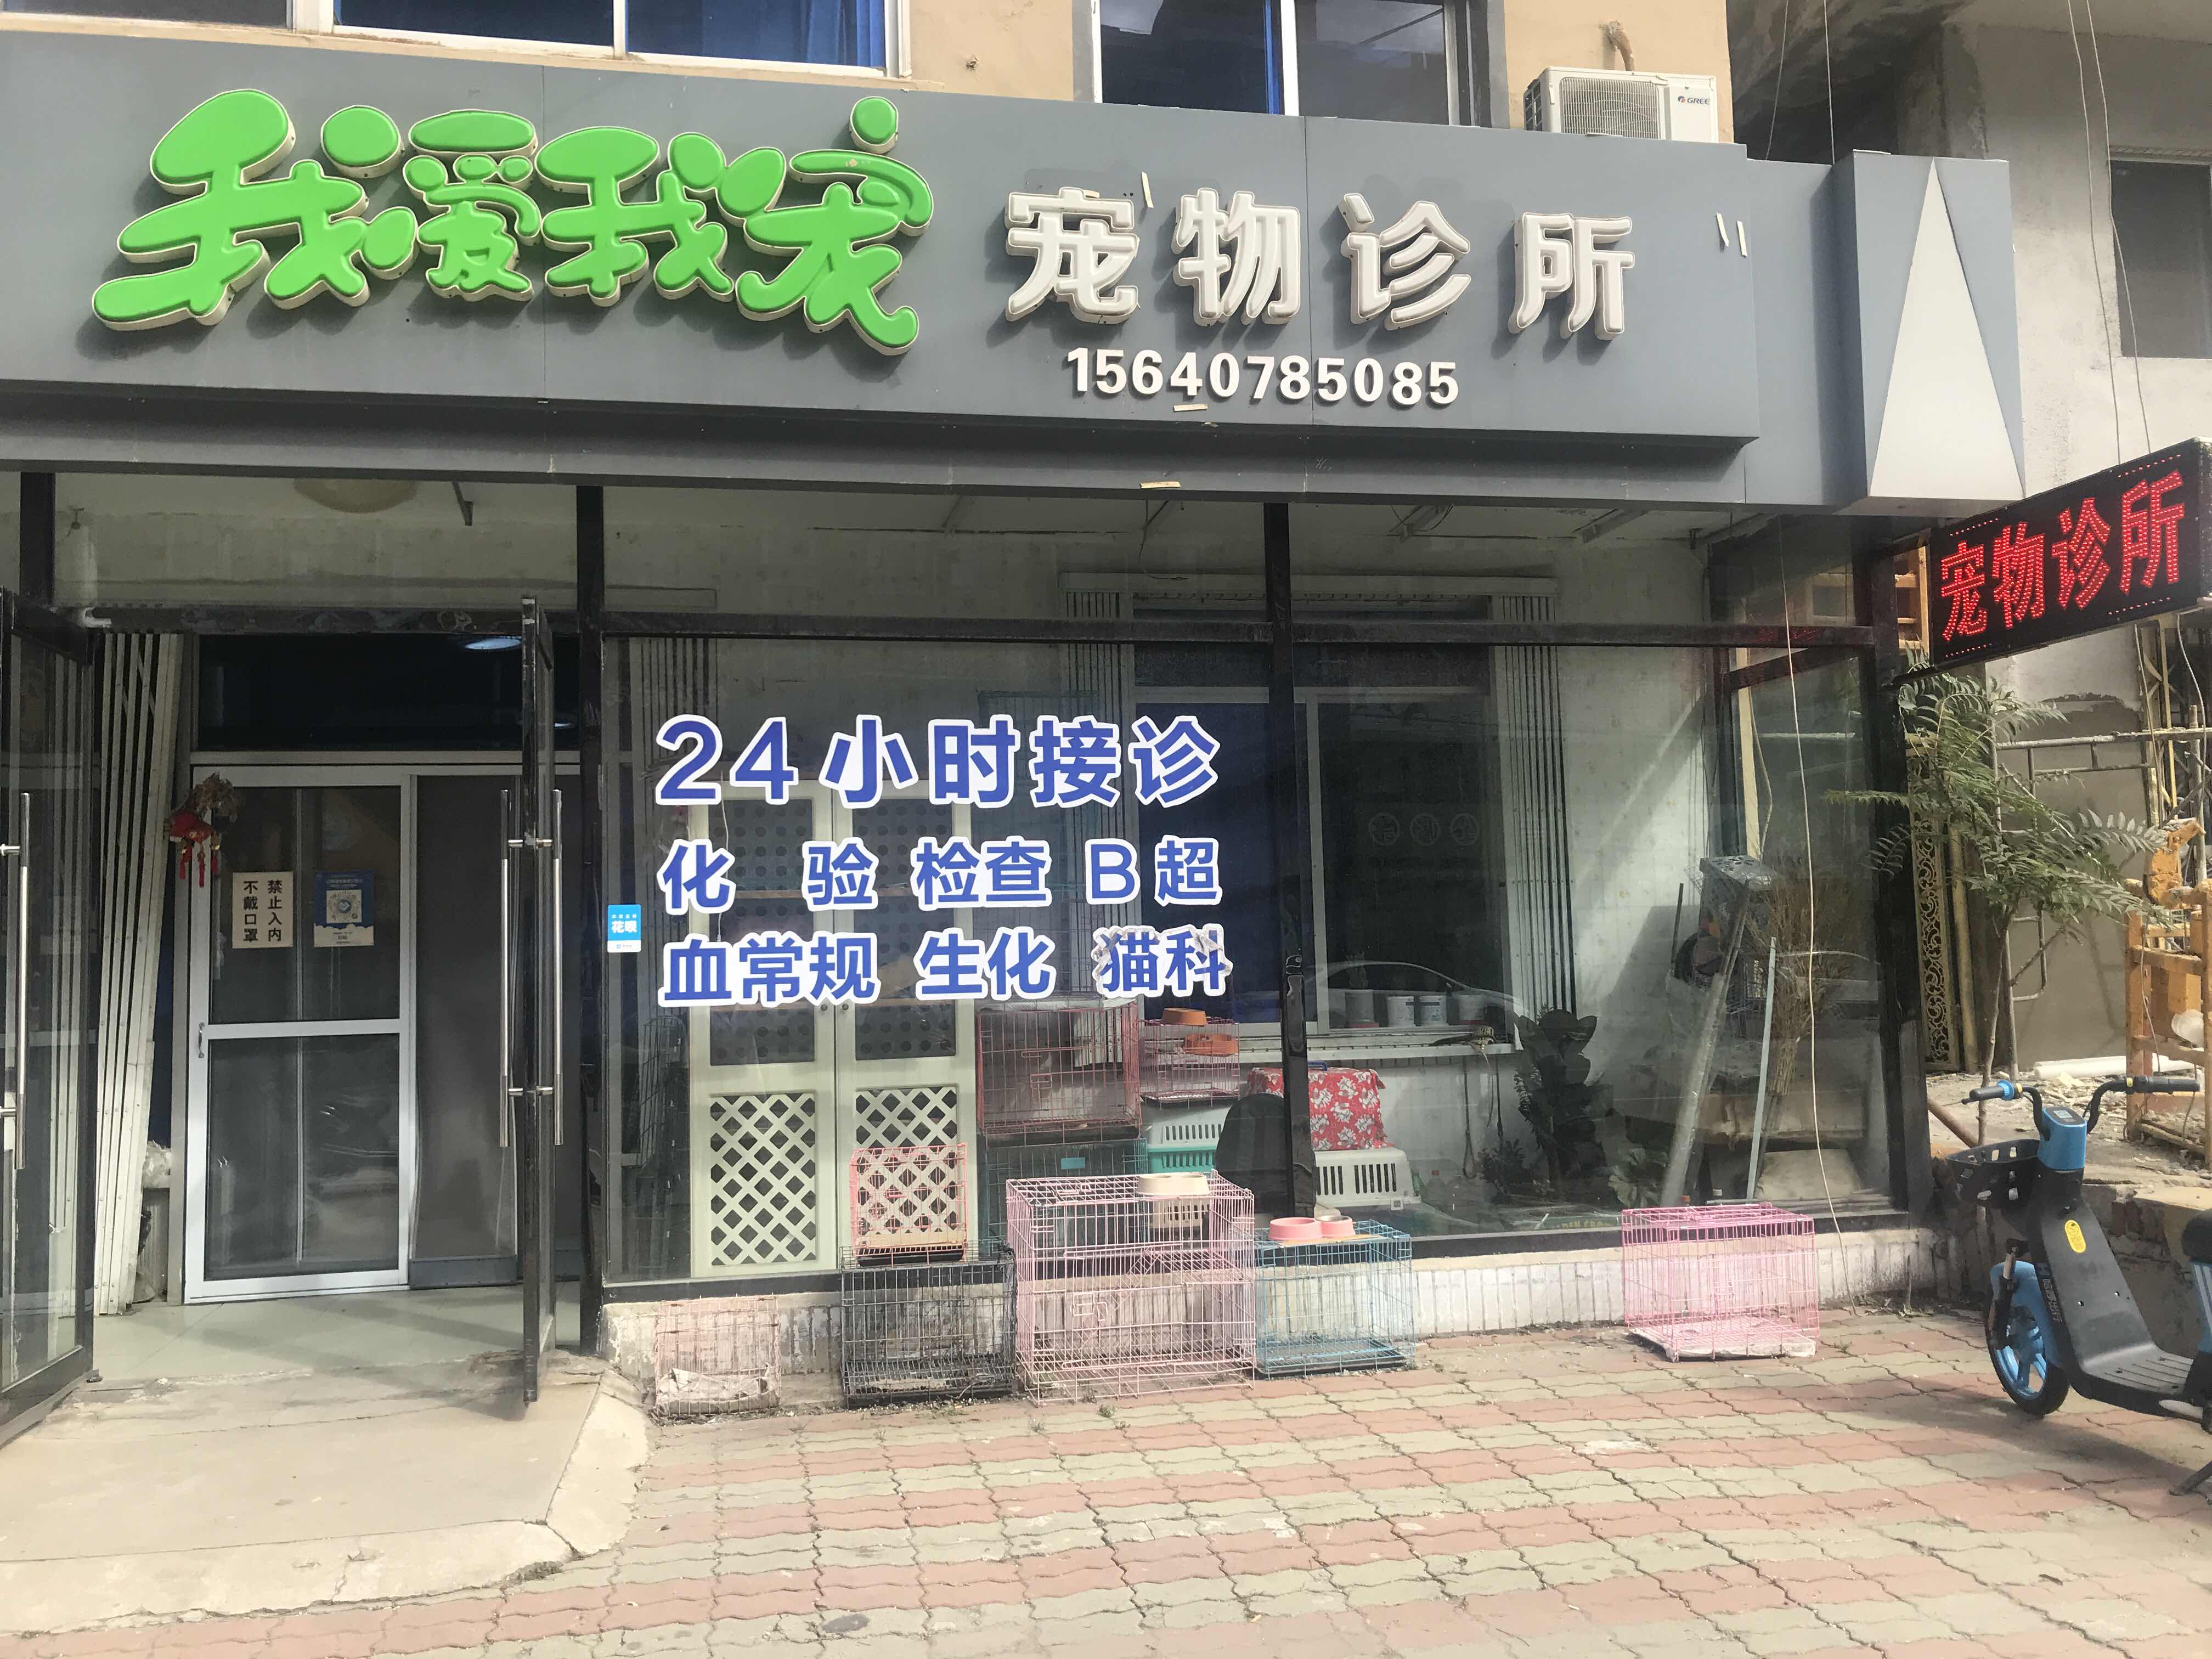 我爱我宠
宠物诊所
15640785085
GREE
宠物诊所
24小时接诊
化 验 检查 B超
血常规 生化 猫科
禁止入内
不戴口罩
花呗